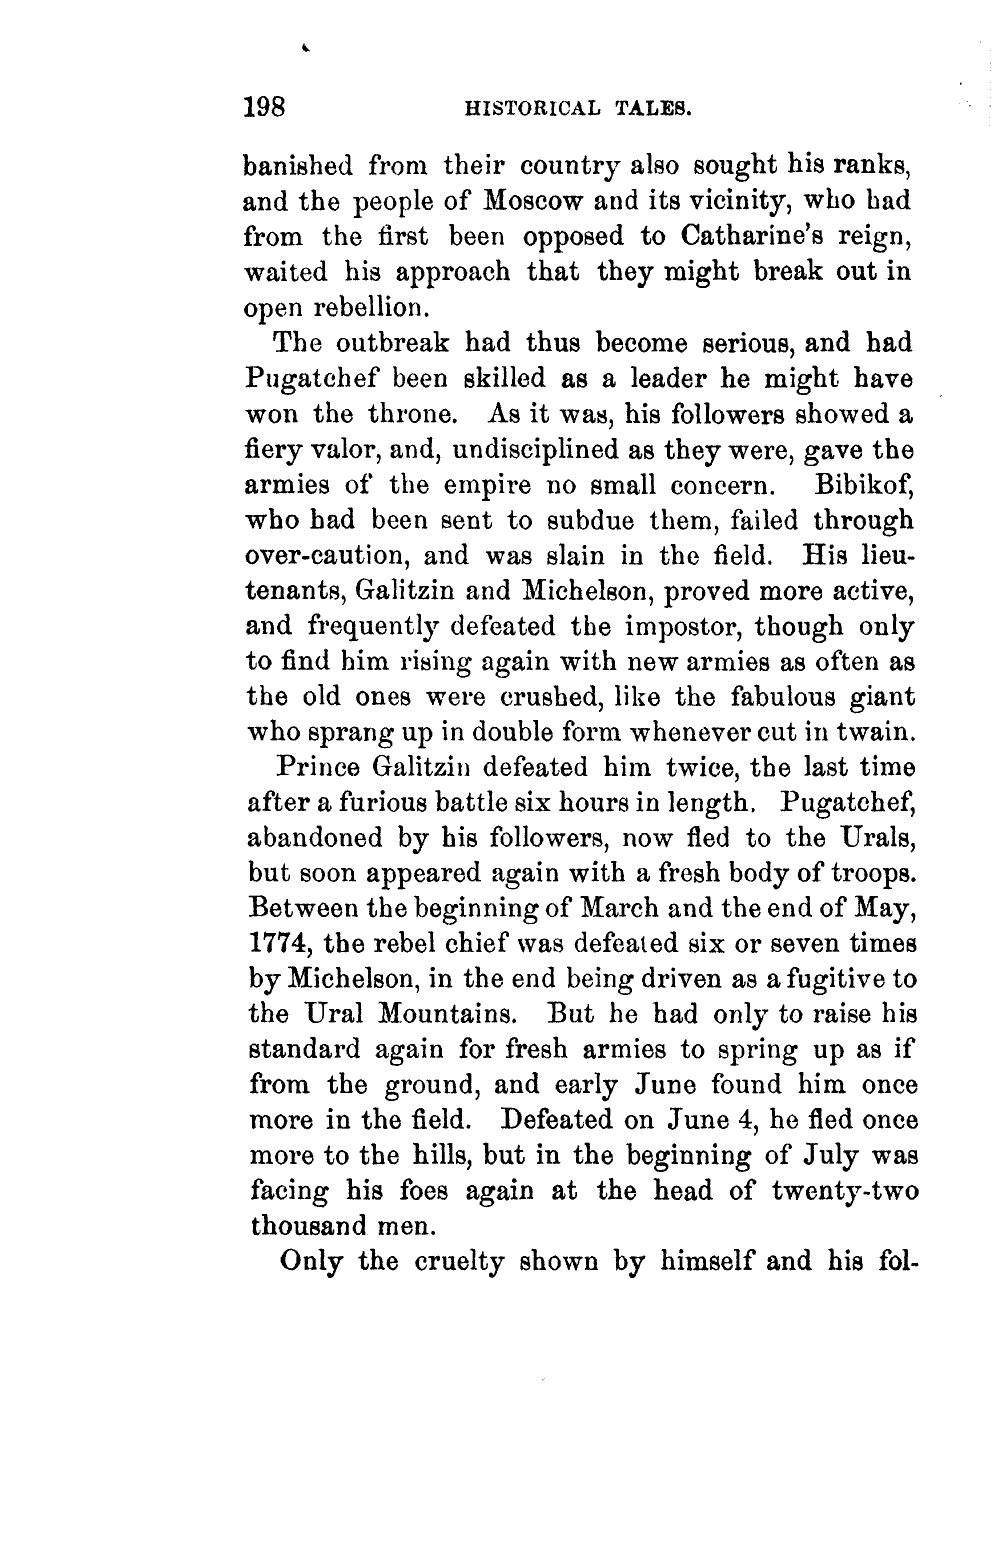 198 HISTORICAL TALES.
banished from their country also sought his ranks,
and the people of Moscow and its vicinity, who had
from the first been opposed to Catharine's reign,
waited his approach that they might break out in
open rebellion.
The outbreak had thus become serious, and had
Pugatchef been skilled as a leader he might have
won the throne. As it was, his followers showed a
fiery valor, and, undisciplined as they were, gave the
armies of the empire no small concern. Bibikof,
who had been sent to subdue them, failed through
over-caution, and was slain in the field. His lieu-
tenants, Galitzin and Michelson, proved more active,
and frequently defeated the impostor, though only
to find him rising again with new armies as often as
the old ones were crushed, like the fabulous giant
who sprang up in double form whenever cut in twain.
Prince Galitzin defeated him twice, the last time
after a furious battle six hours in length. Pugatchef,
abandoned by his followers, now fled to the Urals,
but soon appeared again with a fresh body of troops.
Between the beginning of March and the end of May,
1774, the rebel chief was defeated six or seven times
by Michelson, in the end being driven as a fugitive to
the Ural Mountains. But he had only to raise his
standard again for fresh armies to spring up as if
from the ground, and early June found him once
more in the field. Defeated on June 4, he fled once
more to the hills, but in the beginning of July was
facing his foes again at the head of twenty-two
thousand men.
Only the cruelty shown by himself and his fol-